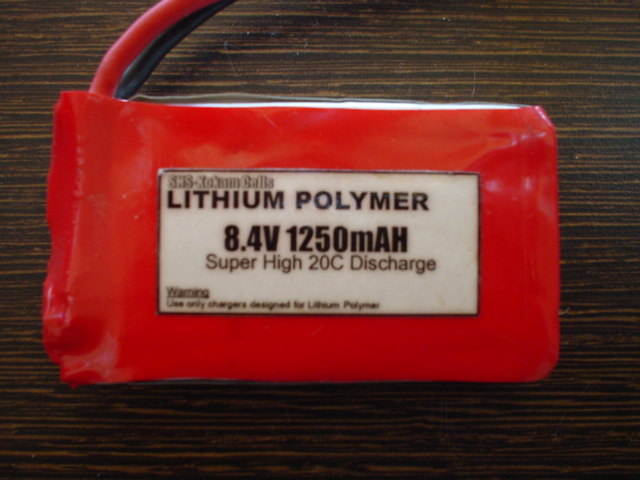 SHS-Kokam Cells
LITHIUM POLYMER
8.4V 1250mAH
Super High 20C Discharge
Warning
Use only chargers designed for Lithium Polymer